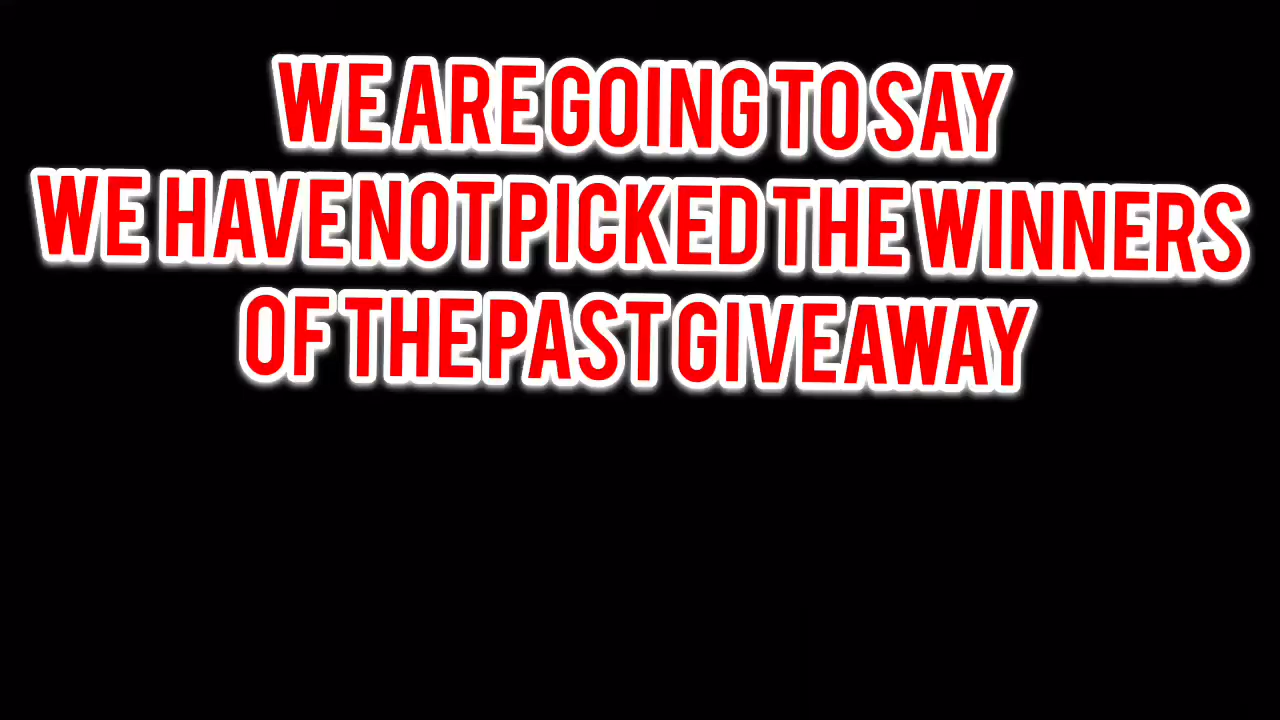 WE ARE GOING TO SAY
WE HAVE NOT PICKED THE WINNERS
OF THE PAST GIVEAWAY